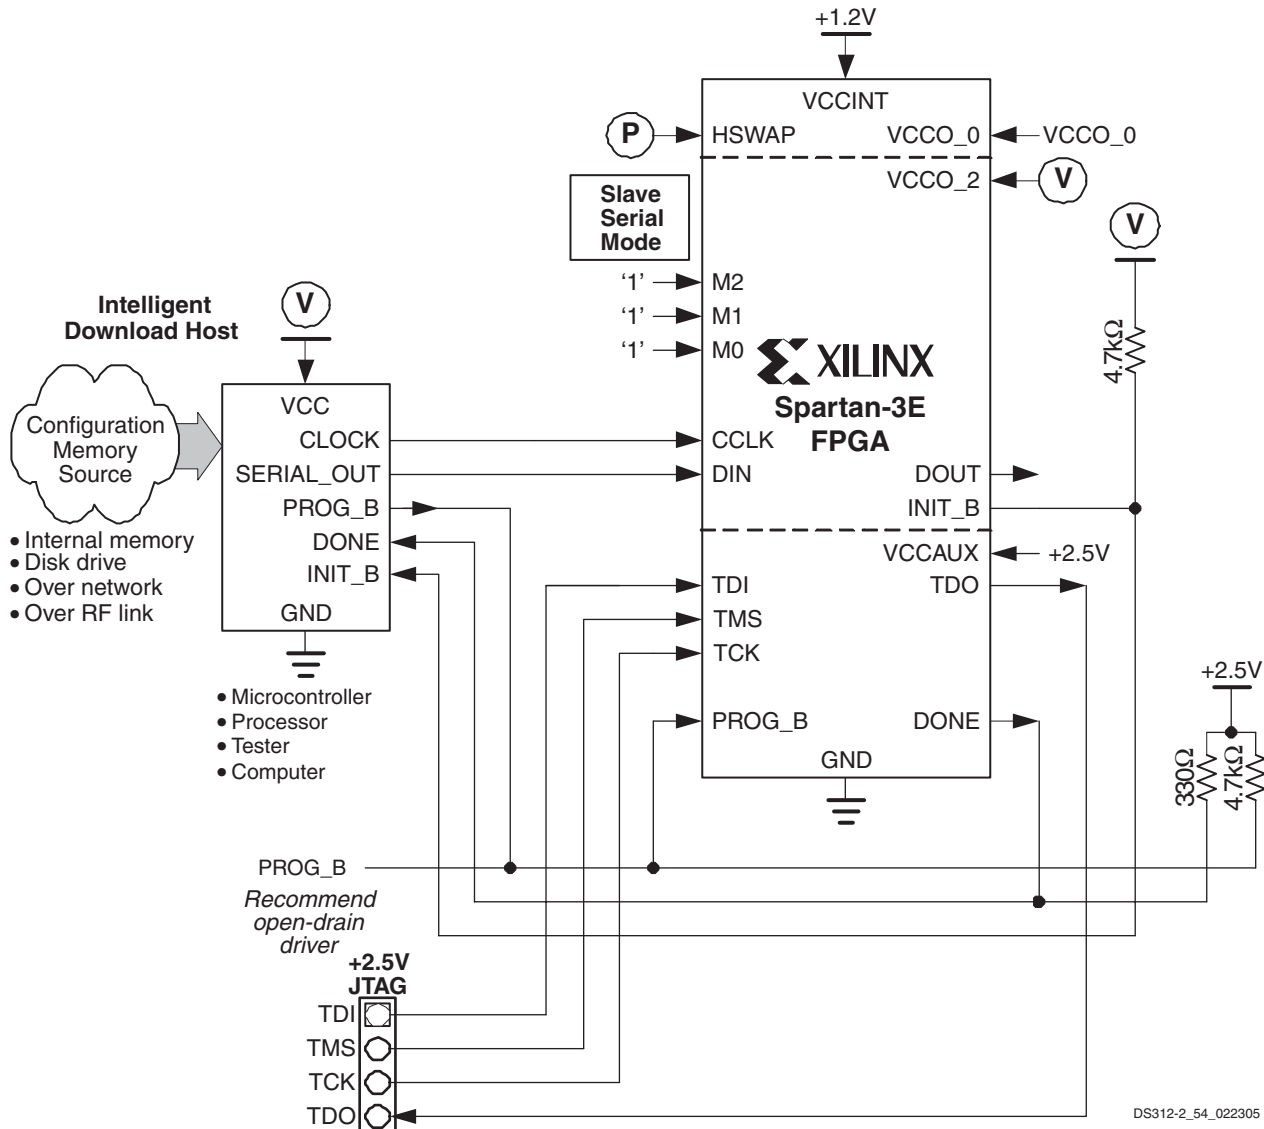 +1.2V
VCCINT
P
HSWAP
VCCO_0
VCCO_0
VCCO_2
V
Slave
Serial
Mode
V
‘1’
M2
‘1’
M1
‘1’
M0
4.7kΩ
XILINX
Spartan-3E
FPGA
Intelligent
Download Host
V
Configuration
Memory
Source
VCC
CLOCK
SERIAL_OUT
PROG_B
DONE
INIT_B
GND
CCLK
DIN
DOUT
INIT_B
• Internal memory
• Disk drive
• Over network
• Over RF link
VCCAUX
+2.5V
TDI
TDO
TMS
TCK
• Microcontroller
• Processor
• Tester
• Computer
PROG_B
DONE
GND
+2.5V
330Ω
4.7kΩ
PROG_B
Recommend
open-drain
driver
+2.5V
JTAG
TDI
TMS
TCK
TDO
DS312-2_54_022305